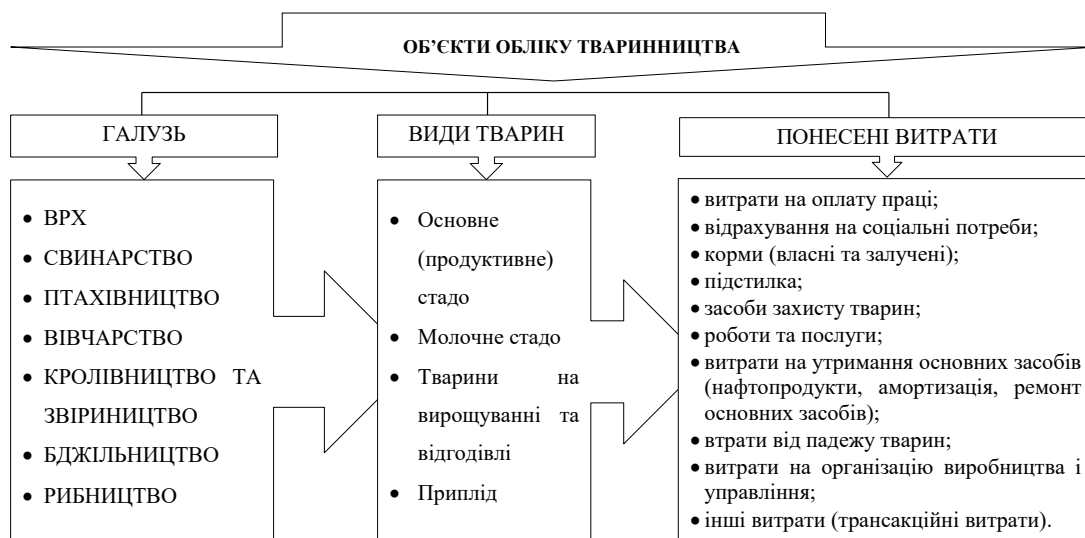 ОБ’ЄКТИ ОБЛІКУ ТВАРИННИЦТВА
ГАЛУЗЬ
• ВРХ
• СВИНАРСТВО
• ПТАХІВНИЦТВО
• ВІВЧАРСТВО
• КРОЛІВНИЦТВО ТА
ЗВІРИНИЦТВО
• БДЖІЛЬНИЦТВО
• РИБНИЦТВО
ВИДИ ТВАРИН
• Основне
(продуктивне)
стадо
• Молочне стадо
• Тварини на
вирощуванні та
відгодівлі
• Приплід
ПОНЕСЕНІ ВИТРАТИ
• витрати на оплату праці;
• відрахування на соціальні потреби;
• корми (власні та залучені);
• підстилка;
• засоби захисту тварин;
• роботи та послуги;
• витрати на утримання основних засобів
(нафтопродукти, амортизація, ремонт
основних засобів);
• втрати від падежу тварин;
• витрати на організацію виробництва і
управління;
• інші витрати (трансакційні витрати).